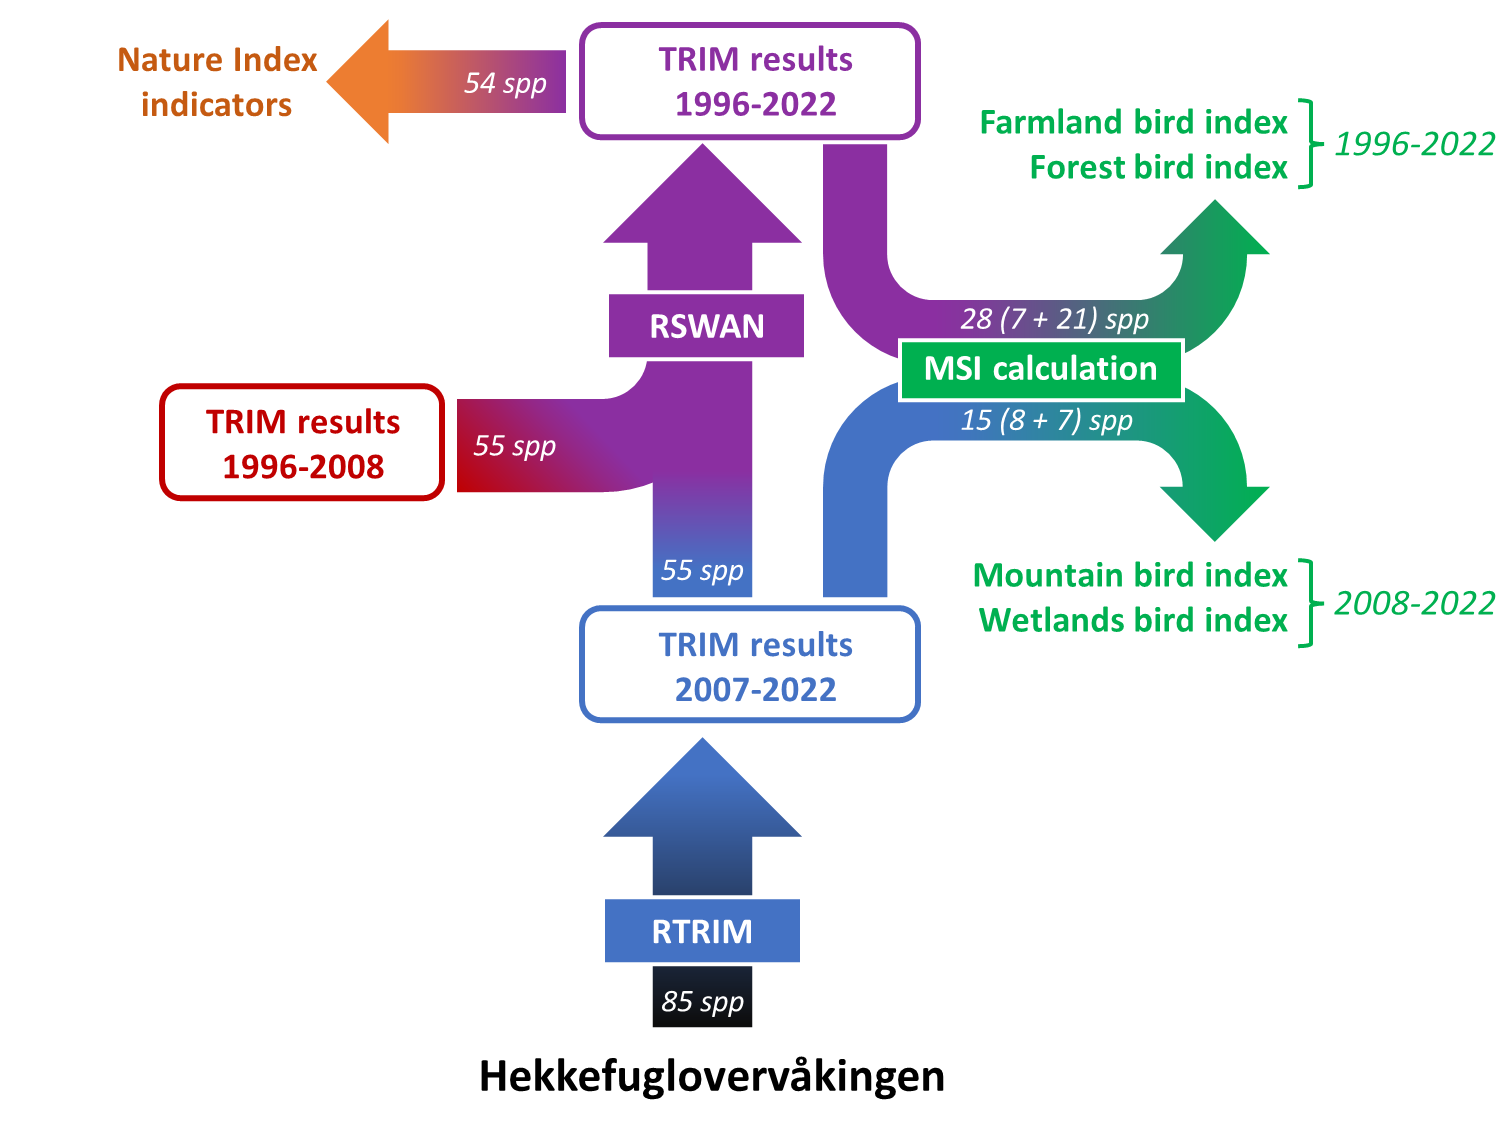 Nature Index
indicators
54 spp
TRIM results
1996-2022
Farmland bird index
Forest bird index
1996-2022
RSWAN
28 (7 + 21) spp
MSI calculation
15 (8 + 7) spp
TRIM results
1996-2008
55 spp
55 spp
Mountain bird index
Wetlands bird index
2008-2022
TRIM results
2007-2022
RTRIM
85 spp
Hekkefuglovervåkingen